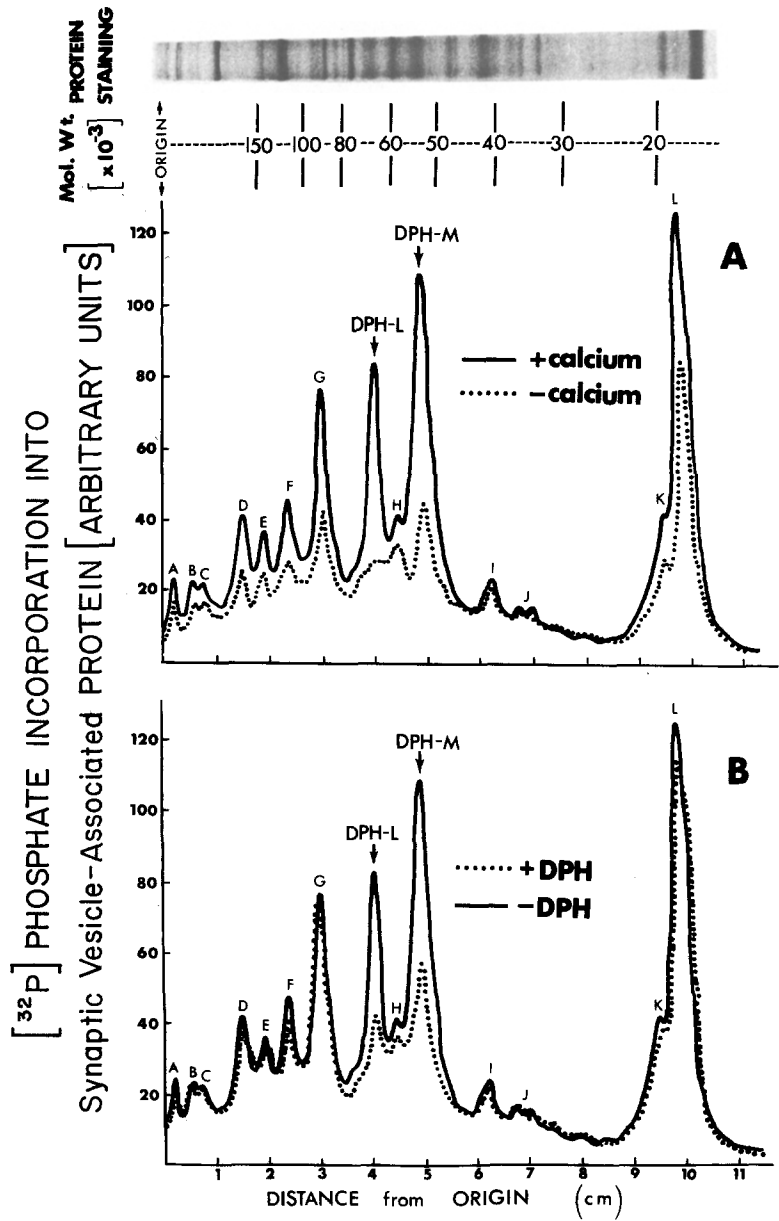 Mol. Wt. PROTEIN
[x10⁻³] STAINING
ORIGIN
150 100 80 60 50 40 30 20
[³²P] PHOSPHATE INCORPORATION INTO
Synaptic Vesicle-Associated PROTEIN [ARBITRARY UNITS]
A
120
100
80
60
40
20
A B C D E F G DPH-L H DPH-M I J K L
+calcium
-calcium
B
120
100
80
60
40
20
A B C D E F G DPH-L H DPH-M I J K L
+DPH
-DPH
1 2 3 4 5 6 7 8 9 10 11
DISTANCE from ORIGIN (cm)